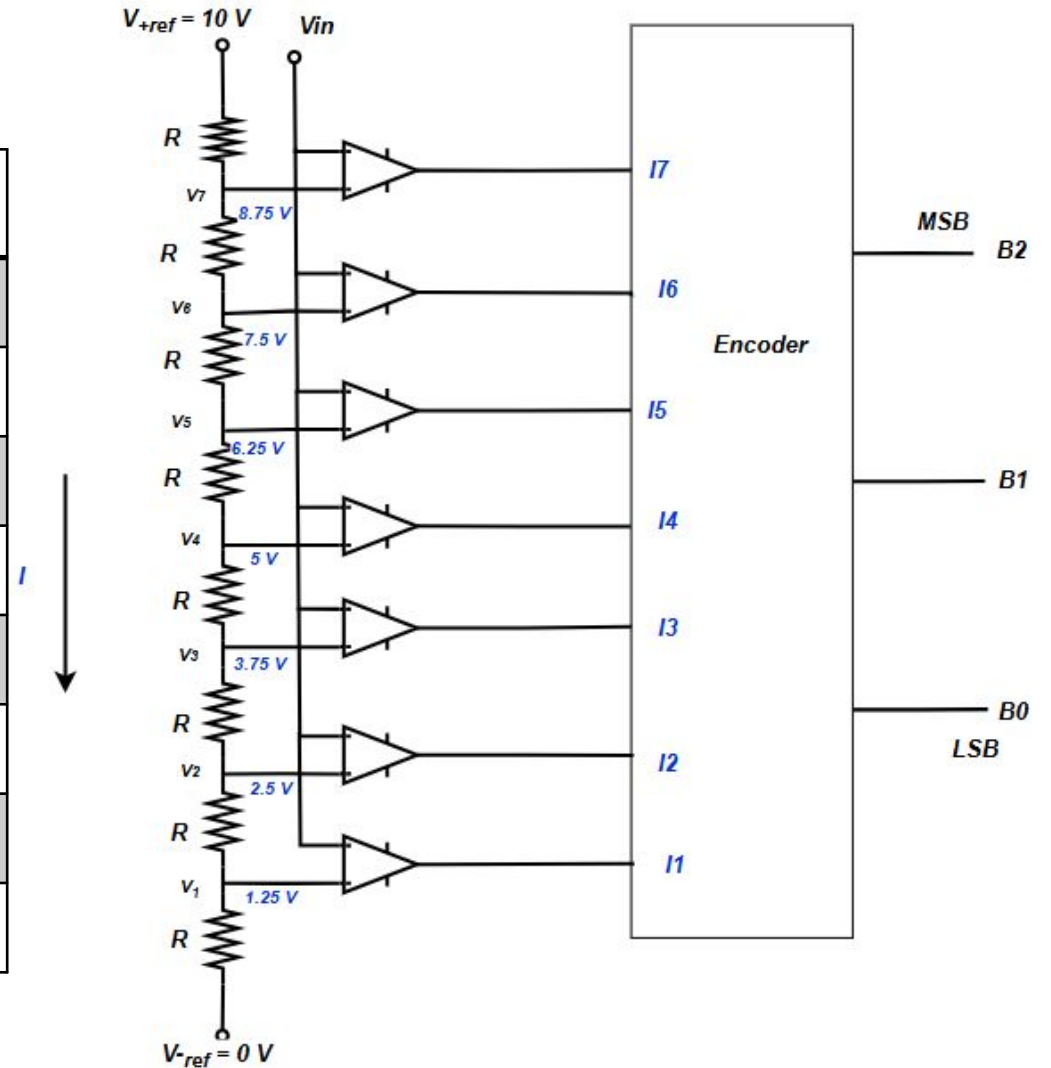 V+ref = 10 V
Vin
R
V7
8.75 V
I7
MSB
B2
R
V6
7.5 V
I6
Encoder
R
V5
6.25 V
I5
R
B1
V4
5 V
I4
I
R
V3
3.75 V
I3
R
B0
LSB
V2
2.5 V
I2
R
V1
1.25 V
I1
R
V-ref = 0 V